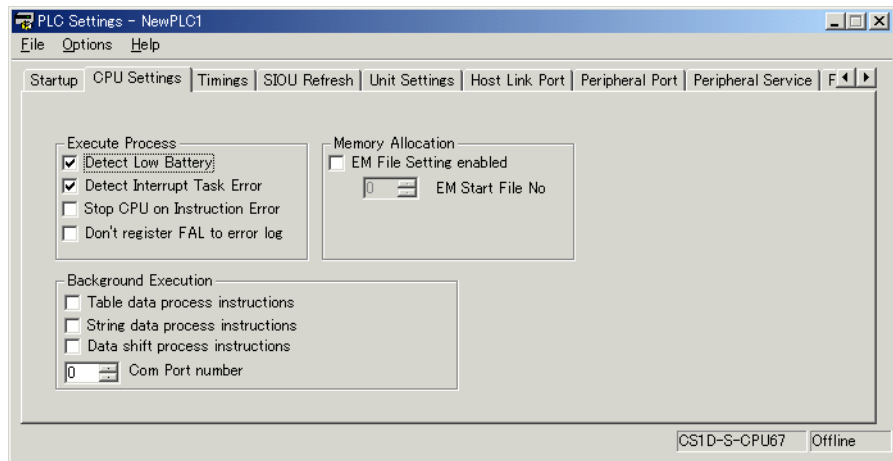 PLC Settings - NewPLC1
File Options Help
Startup CPU Settings Timings SIOU Refresh Unit Settings Host Link Port Peripheral Port Peripheral Service F
Execute Process
Detect Low Battery
Detect Interrupt Task Error
Stop CPU on Instruction Error
Don't register FAL to error log
Memory Allocation
EM File Setting enabled
0 EM Start File No
Background Execution
Table data process instructions
String data process instructions
Data shift process instructions
0 Com Port number
CS1D-S-CPU67 Offline